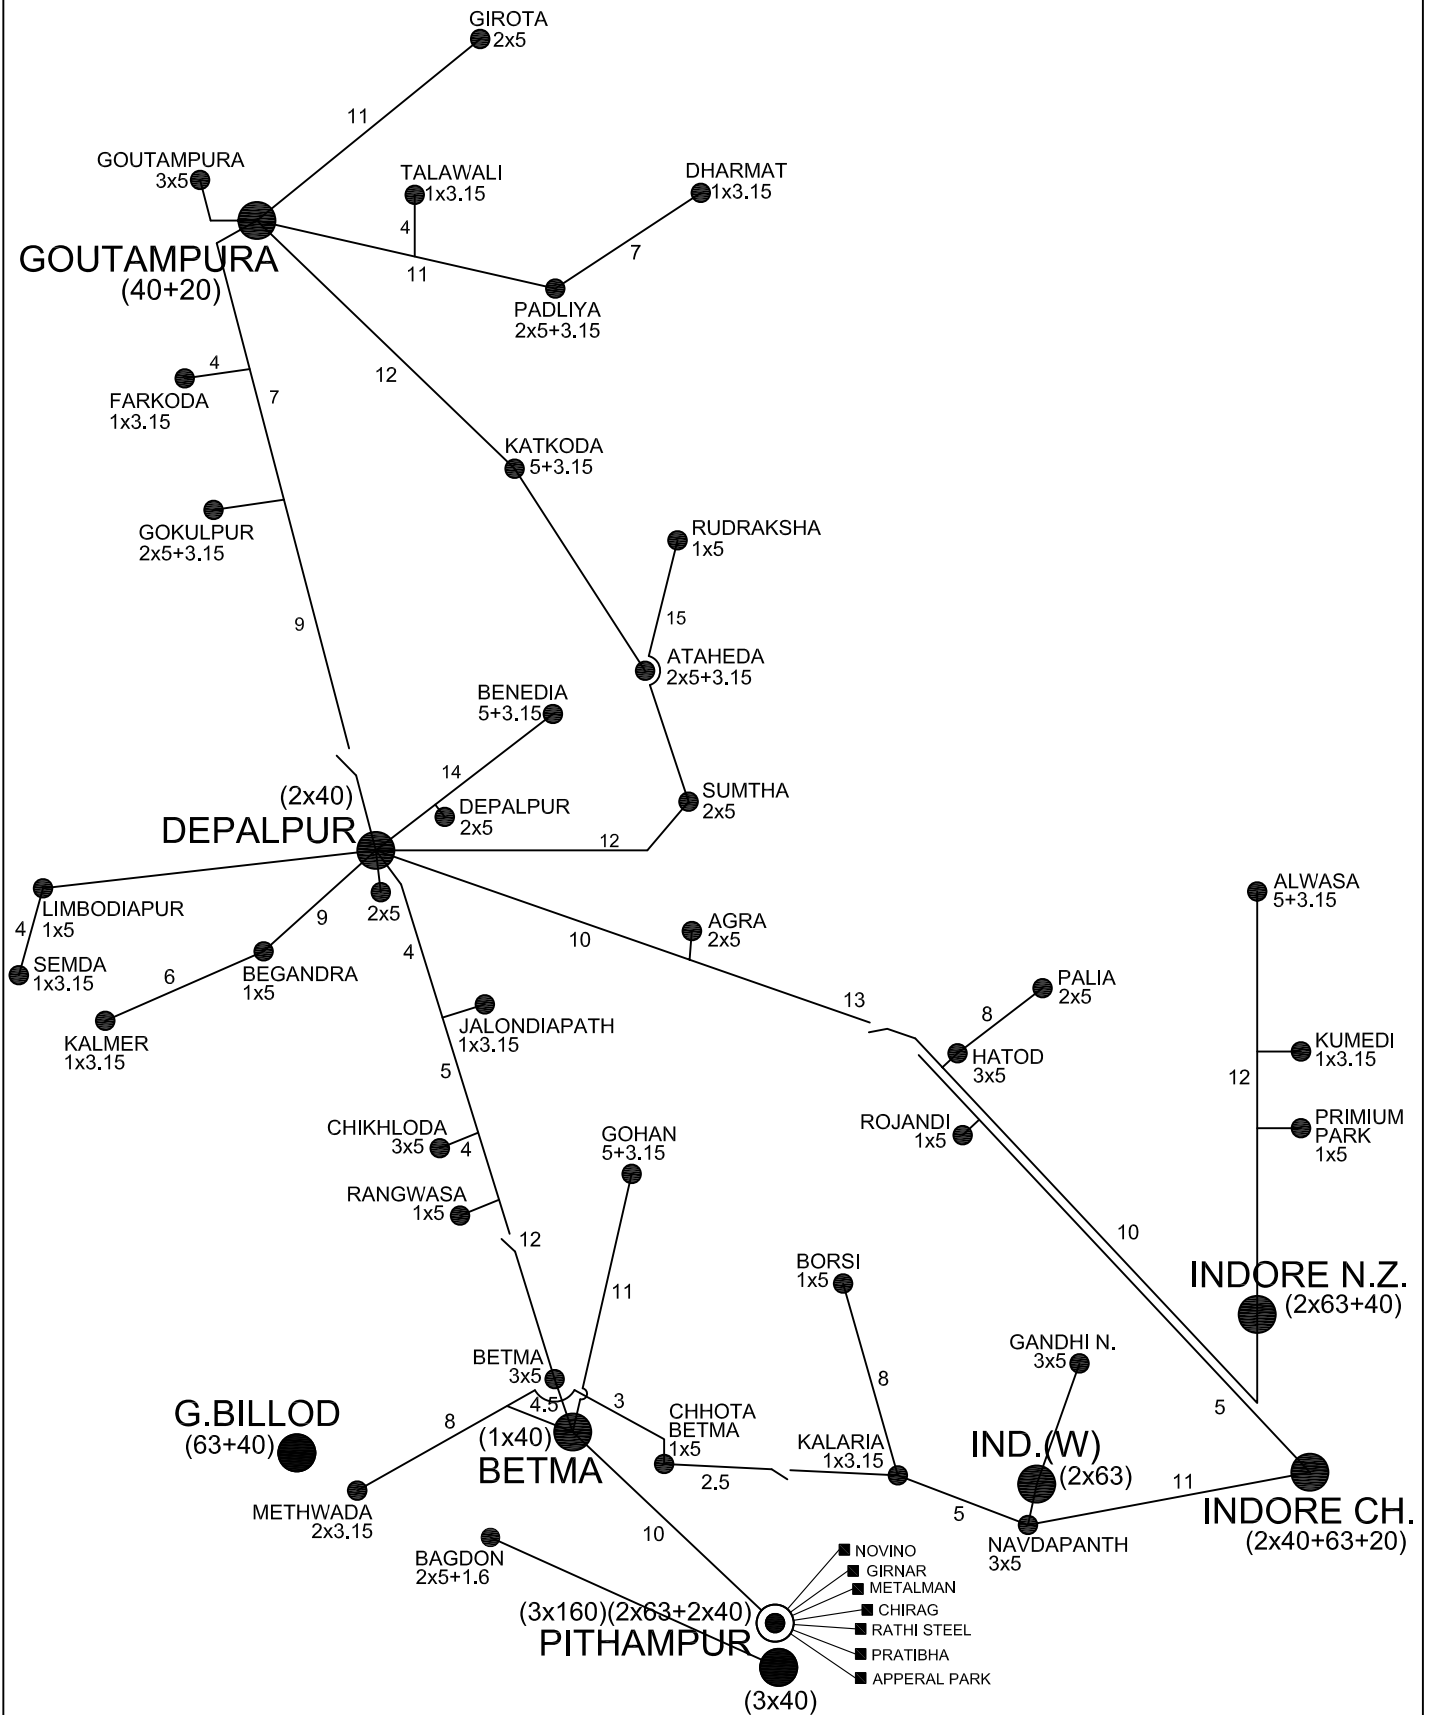 GIROTA
2x5
11
GOUTAMPURA
3x5
TALAWALI
1x3.15
DHARMAT
1x3.15
4
7
GOUTAMPURA
(40+20)
11
PADLIYA
2x5+3.15
4
12
7
FARKODA
1x3.15
KATKODA
5+3.15
GOKULPUR
2x5+3.15
RUDRAKSHA
1x5
9
15
ATAHEDA
2x5+3.15
BENEDIA
5+3.15
14
(2x40)
DEPALPUR
DEPALPUR
2x5
SUMTHA
2x5
12
2x5
LIMBODIAPUR
1x5
4
9
SEMDA
1x3.15
BEGANDRA
1x5
6
KALMER
1x3.15
4
10
AGRA
2x5
ALWASA
5+3.15
13
PALIA
2x5
8
JALONDIAPATH
1x3.15
HATOD
3x5
KUMEDI
1x3.15
12
5
ROJANDI
1x5
PRIMIUM
PARK
1x5
CHIKHLODA
3x5
4
GOHAN
5+3.15
RANGWASA
1x5
12
10
11
BORSI
1x5
INDORE N.Z.
(2x63+40)
GANDHI N.
3x5
BETMA
3x5
8
4.5
3
5
G.BILLOD
(63+40)
8
(1x40)
BETMA
CHHOTA
BETMA
1x5
KALARIA
1x3.15
IND.(W)
(2x63)
2.5
11
METHWADA
2x3.15
5
INDORE CH.
(2x40+63+20)
10
NAVDAPANTH
3x5
BAGDON
2x5+1.6
NOVINO
GIRNAR
METALMAN
CHIRAG
RATHI STEEL
PRATIBHA
APPERAL PARK
(3x160)(2x63+2x40)
PITHAMPUR
(3x40)